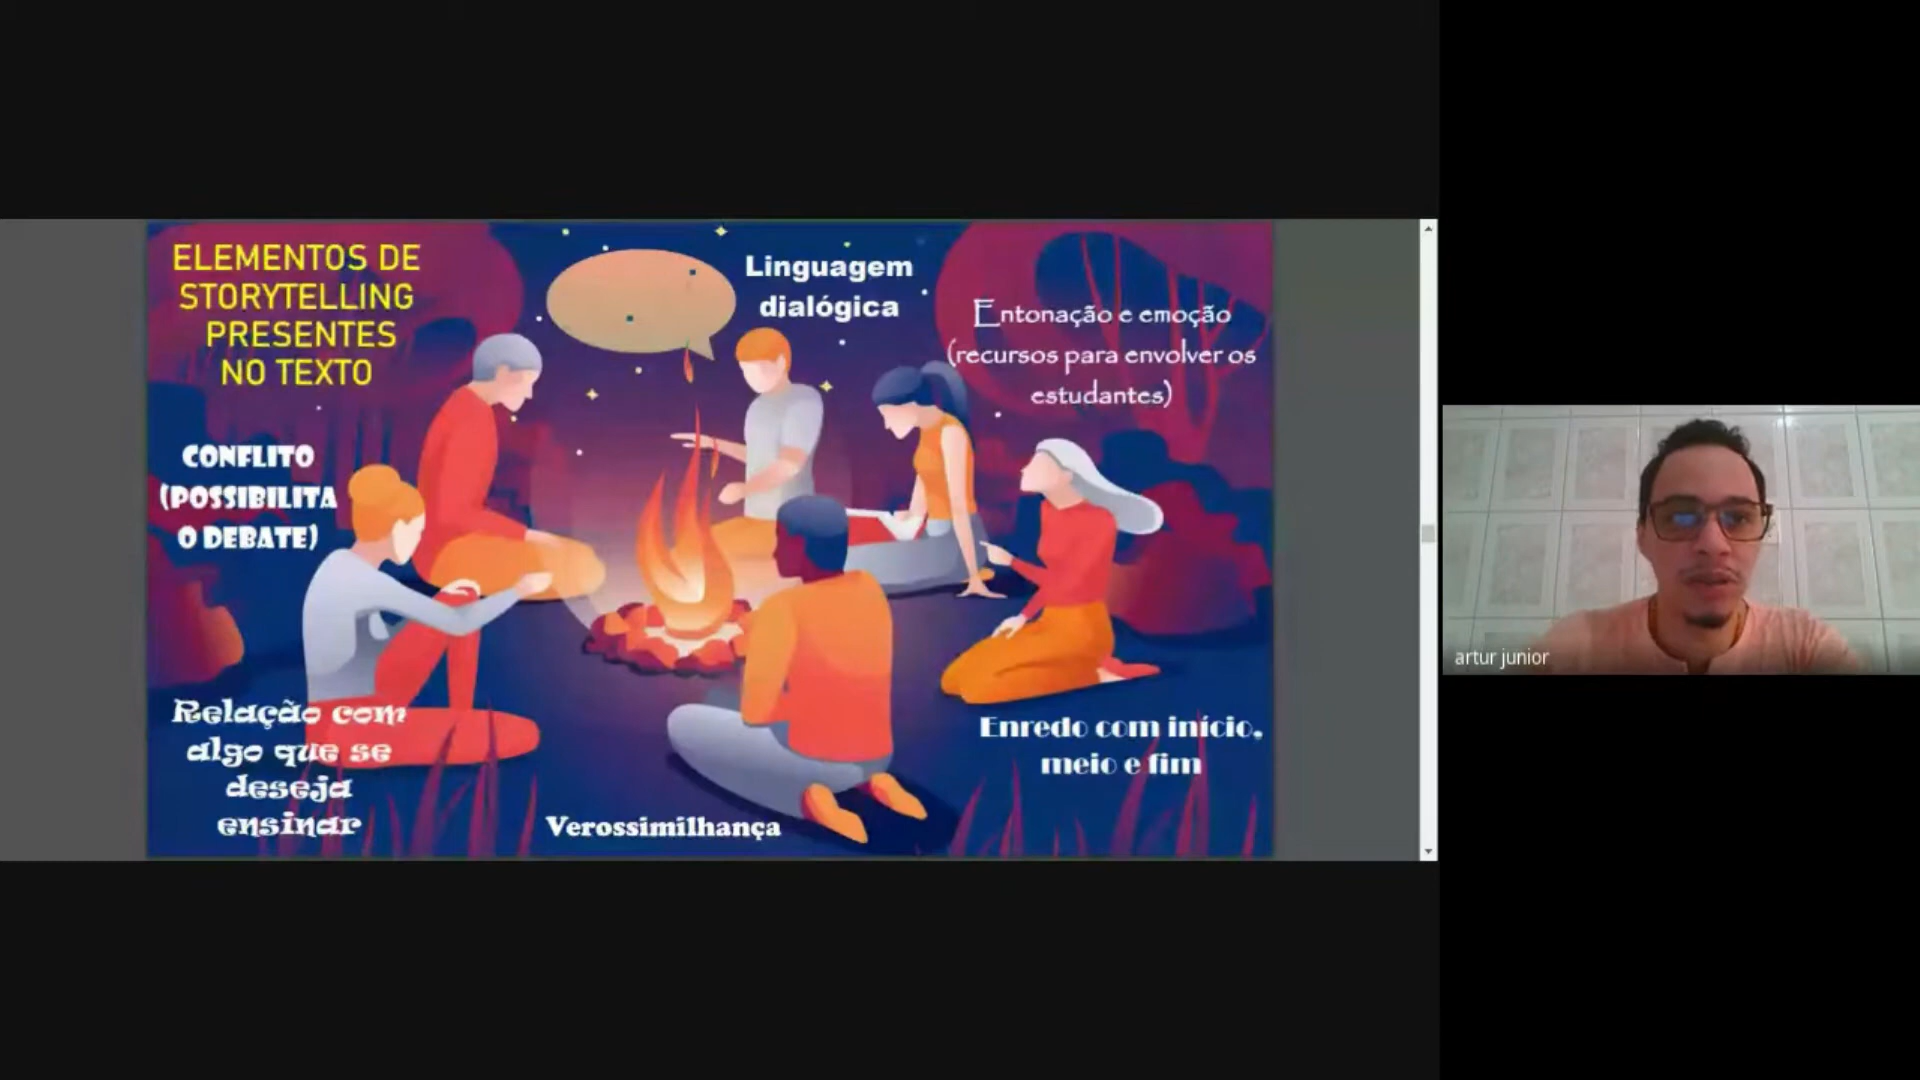 ELEMENTOS DE
STORYTELLING
PRESENTES
NO TEXTO
Linguagem
dialógica
Entonação e emoção
(recursos para envolver os
estudantes)
CONFLITO
(POSSIBILITA
O DEBATE)
Relação com
algo que se
deseja
ensinar
Verossimilhança
Enredo com início,
meio e fim
artur junior